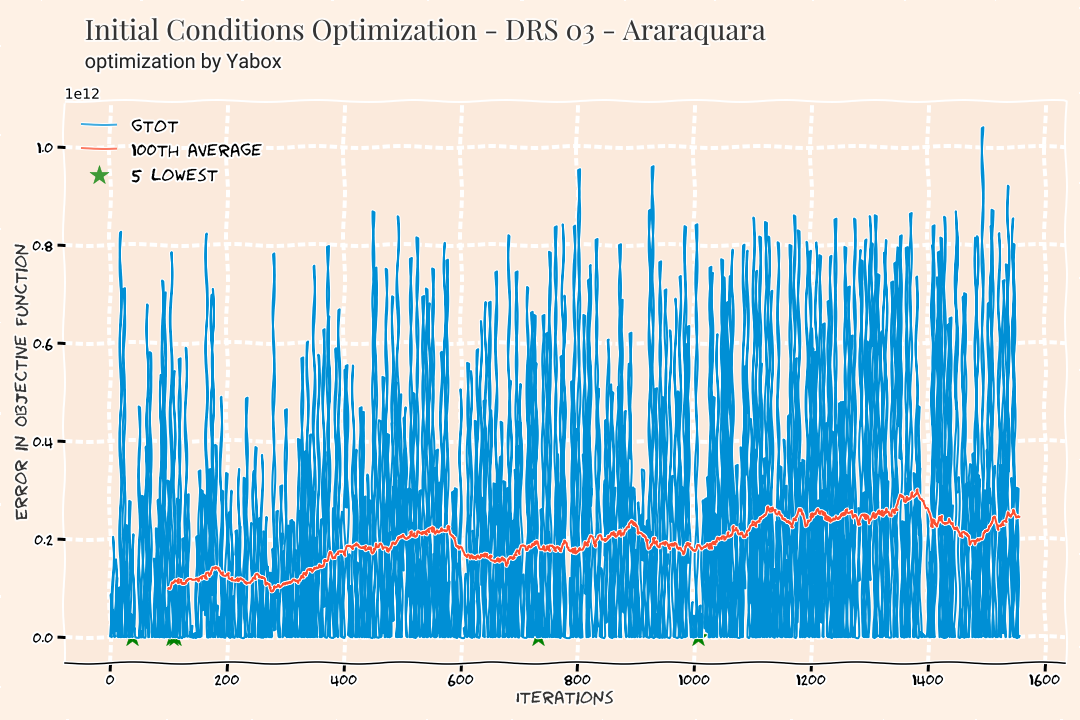 Initial Conditions Optimization - DRS 03 - Araraquara
optimization by Yabox
1e12
GTOT
100TH AVERAGE
5 LOWEST
1.0
0.8
0.6
0.4
0.2
0.0
ERROR IN OBJECTIVE FUNCTION
0 200 400 600 800 1000 1200 1400 1600
ITERATIONS